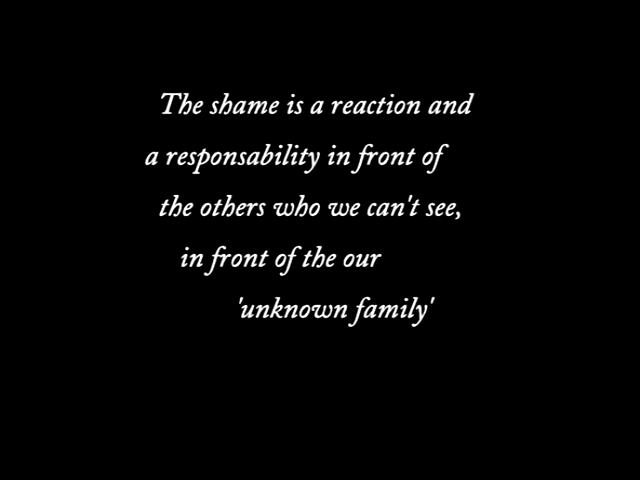 The shame is a reaction and
a responsability in front of
the others who we can't see,
in front of the our
'unknown family'